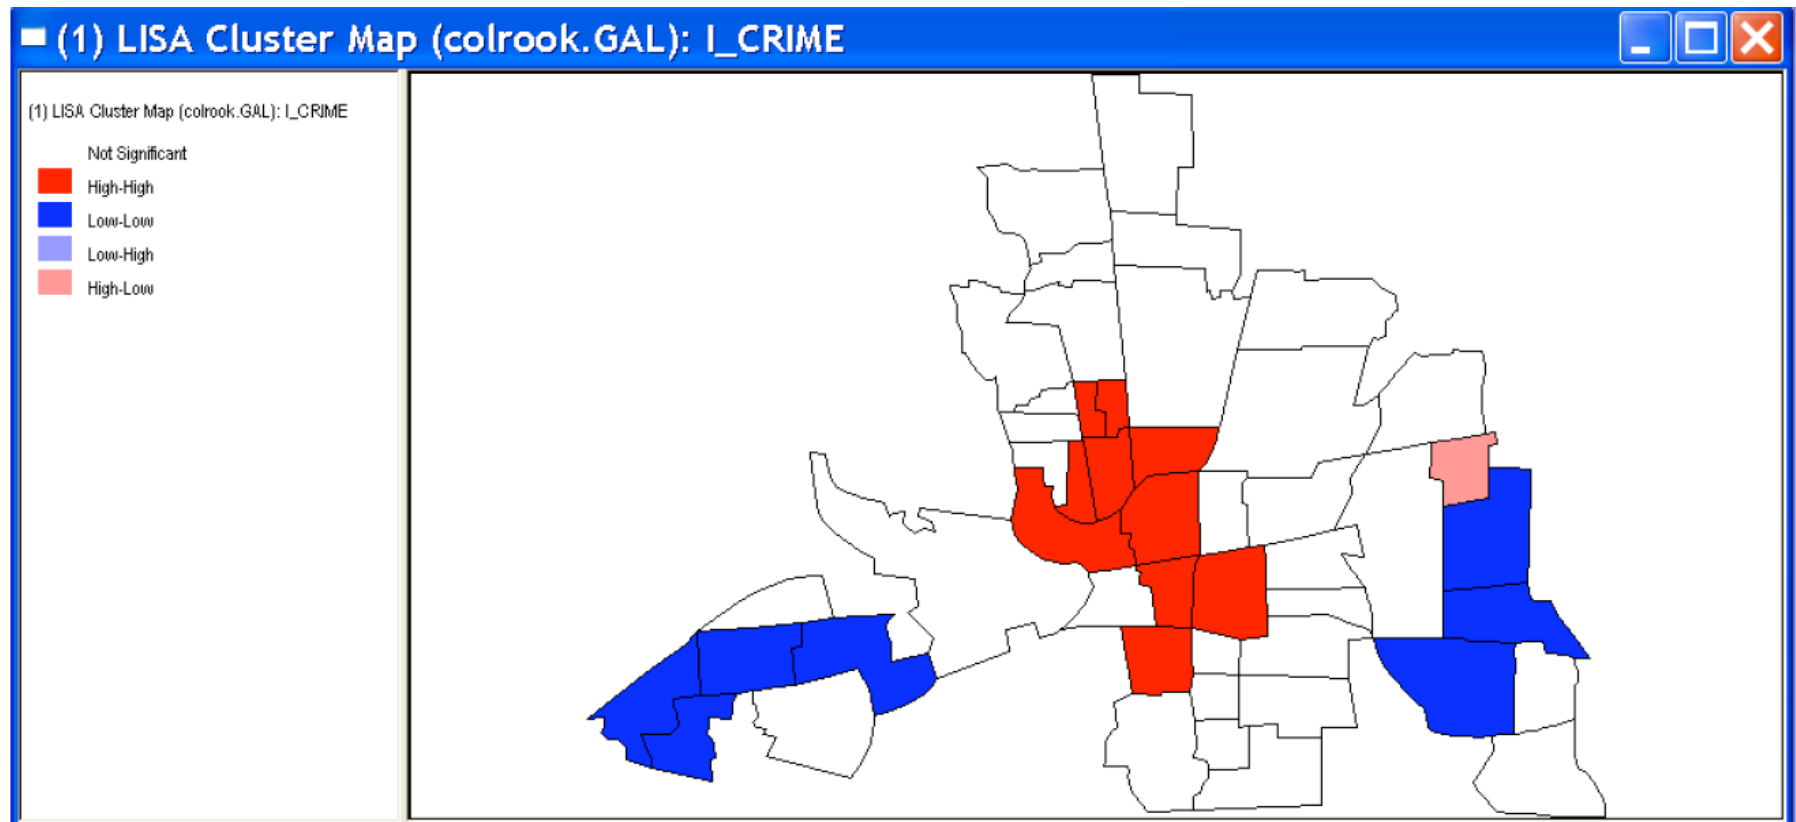 (1) LISA Cluster Map (colrook.GAL): I_CRIME
(1) LISA Cluster Map (colrook.GAL): I_CRIME
Not Significant
High-High
Low-Low
Low-High
High-Low